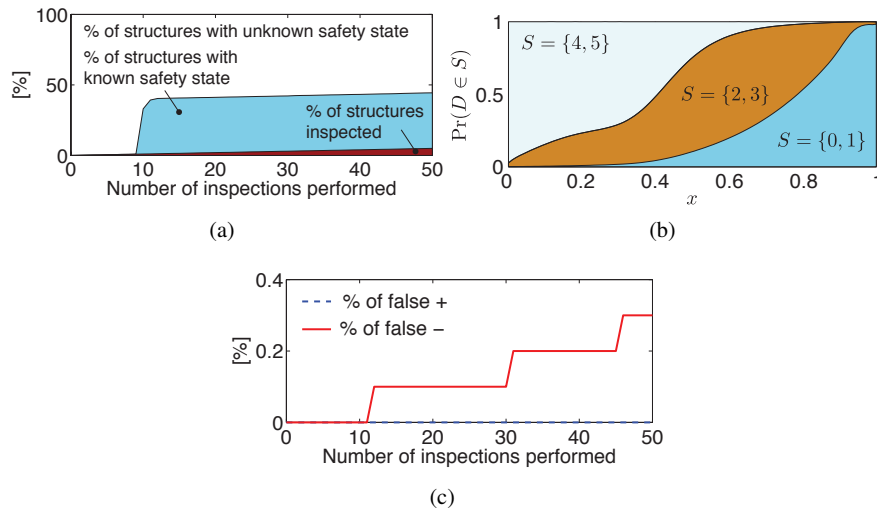 100
50
0
[%]
% of structures with unknown safety state
% of structures with
known safety state
% of structures
inspected
0 10 20 30 40 50
Number of inspections performed
(a)
1
0.5
0
Pr(D ∈ S)
S = {4, 5}
S = {2, 3}
S = {0, 1}
0 0.2 0.4 0.6 0.8 1
x
(b)
0.4
0.2
0
[%]
% of false +
% of false −
0 10 20 30 40 50
Number of inspections performed
(c)